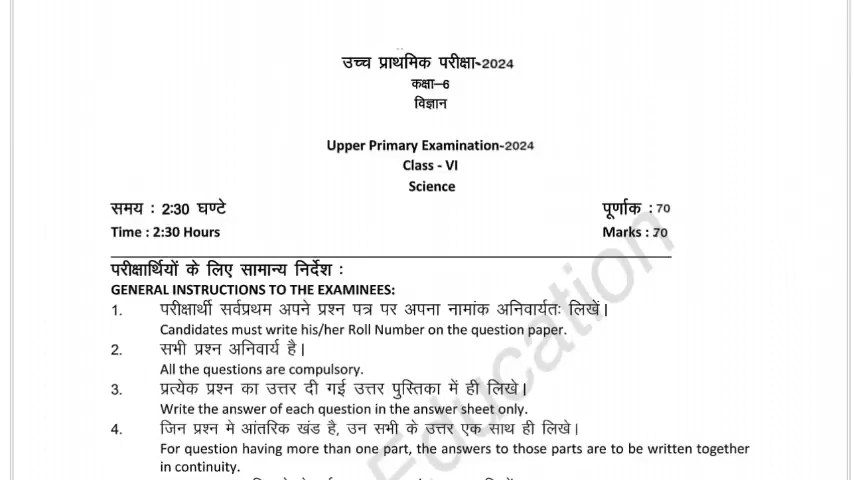 उच्च प्राथमिक परीक्षा-2024
कक्षा–6
विज्ञान
Upper Primary Examination-2024
Class - VI
Science
समय : 2:30 घण्टे पूर्णांक : 70
Time : 2:30 Hours Marks : 70
परीक्षार्थियों के लिए सामान्य निर्देश :
GENERAL INSTRUCTIONS TO THE EXAMINEES:
1. परीक्षार्थी सर्वप्रथम अपने प्रश्न पत्र पर अपना नामांक अनिवार्यतः लिखें।
Candidates must write his/her Roll Number on the question paper.
2. सभी प्रश्न अनिवार्य है।
All the questions are compulsory.
3. प्रत्येक प्रश्न का उत्तर दी गई उत्तर पुस्तिका में ही लिखे।
Write the answer of each question in the answer sheet only.
4. जिन प्रश्न मे आंतरिक खंड है, उन सभी के उत्तर एक साथ ही लिखे।
For question having more than one part, the answers to those parts are to be written together
in continuity.
Education